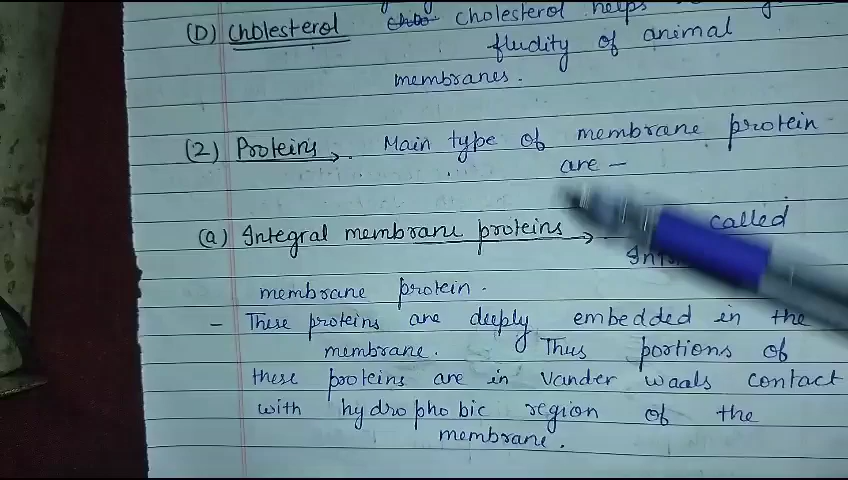 (D) Cholesterol cholesterol helps
fludity of animal
membranes.
(2) Proteins → Main type of membrane protein
are –
(a) Integral membrane proteins → called
membrane protein.
– These proteins are deeply embedded in the
membrane. Thus portions of
these proteins are in Vander waals contact
with hydrophobic region of the
membrane.